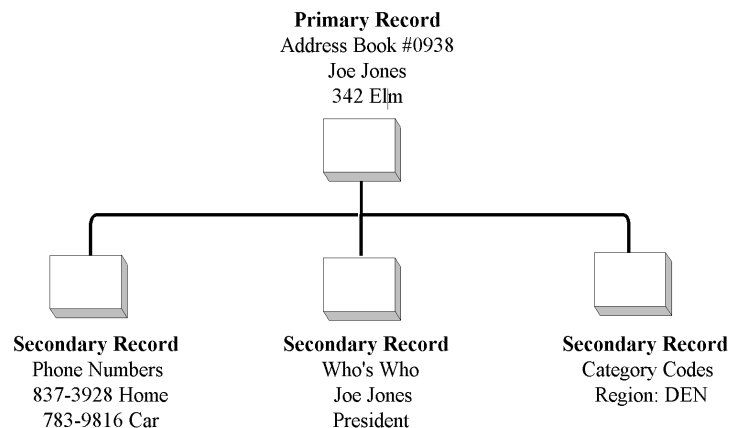 Primary Record
Address Book #0938
Joe Jones
342 Elm
Secondary Record
Phone Numbers
837-3928 Home
783-9816 Car
Secondary Record
Who's Who
Joe Jones
President
Secondary Record
Category Codes
Region: DEN